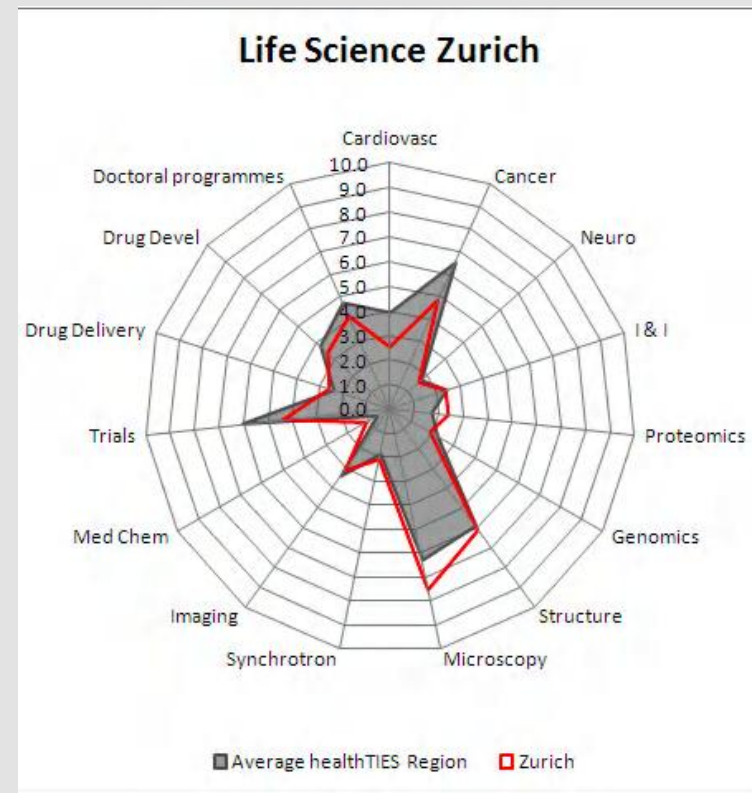 Life Science Zurich
Cardiovasc
10.0
Doctoral programmes
Cancer
9.0
8.0
Drug Devel
7.0
Neuro
6.0
5.0
Drug Delivery
4.0
I & I
3.0
2.0
1.0
0.0
Trials
Proteomics
Med Chem
Genomics
Imaging
Structure
Synchrotron
Microscopy
Average healthTIES Region
Zurich